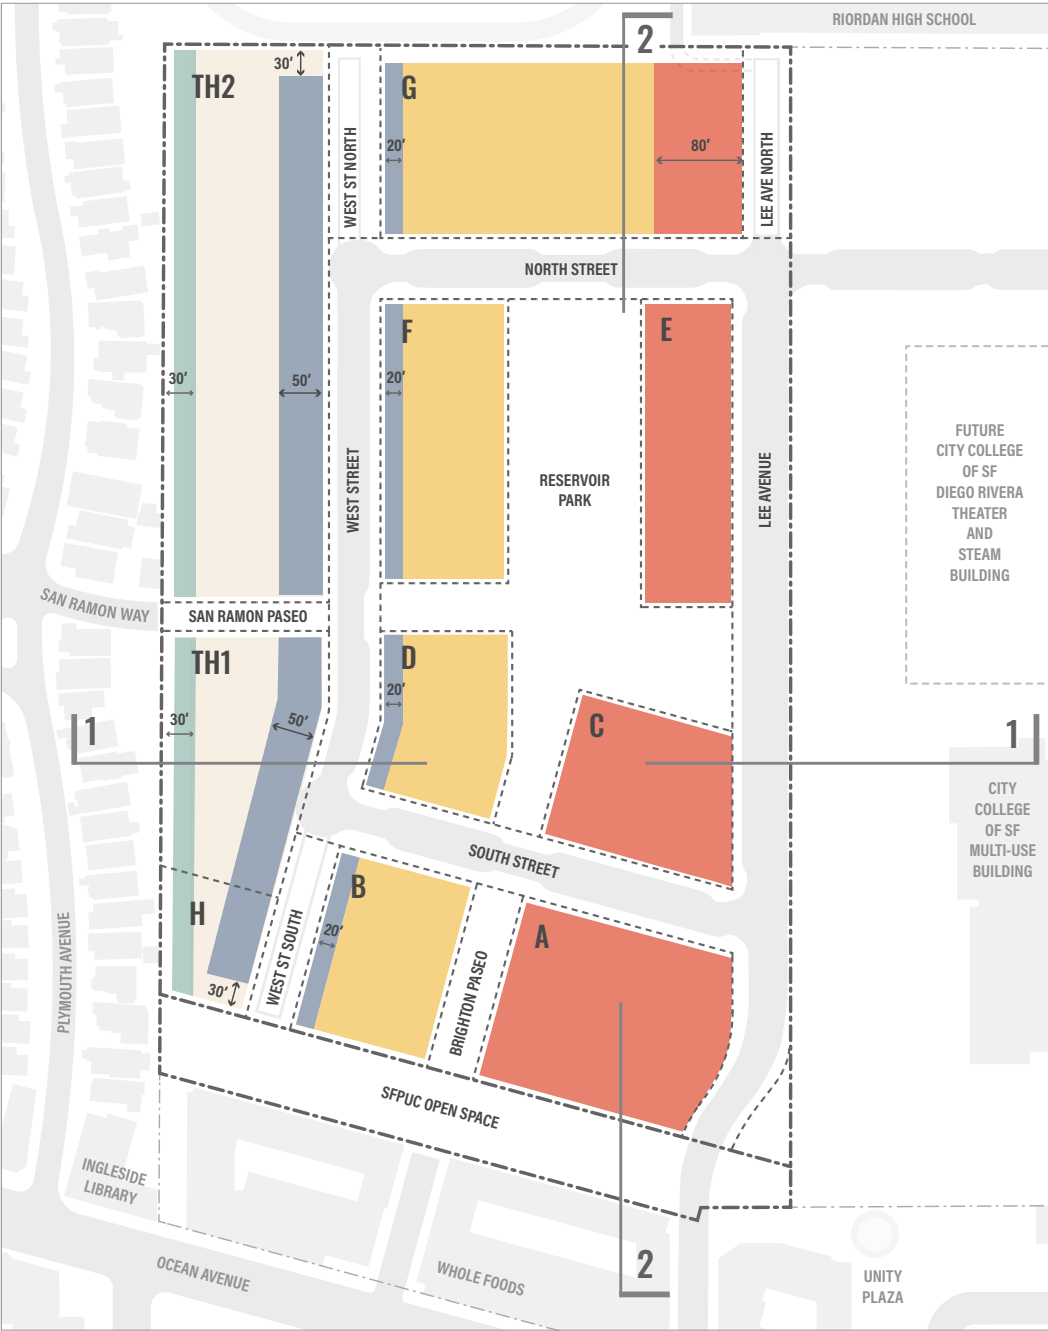 RIORDAN HIGH SCHOOL
2
30'
TH2
G
20'
80'
WEST ST NORTH
LEE AVE NORTH
NORTH STREET
F
E
30'
50'
20'
FUTURE
CITY COLLEGE
OF SF
DIEGO RIVERA
THEATER
AND
STEAM
BUILDING
RESERVOIR
PARK
WEST STREET
LEE AVENUE
SAN RAMON WAY
SAN RAMON PASEO
TH1
D
20'
30'
50'
C
1
1
CITY
COLLEGE
OF SF
MULTI-USE
BUILDING
SOUTH STREET
B
H
A
20'
PLYMOUTH AVENUE
WEST ST SOUTH
BRIGHTON PASEO
30'
SFPUC OPEN SPACE
INGLESIDE
LIBRARY
OCEAN AVENUE
WHOLE FOODS
2
UNITY
PLAZA